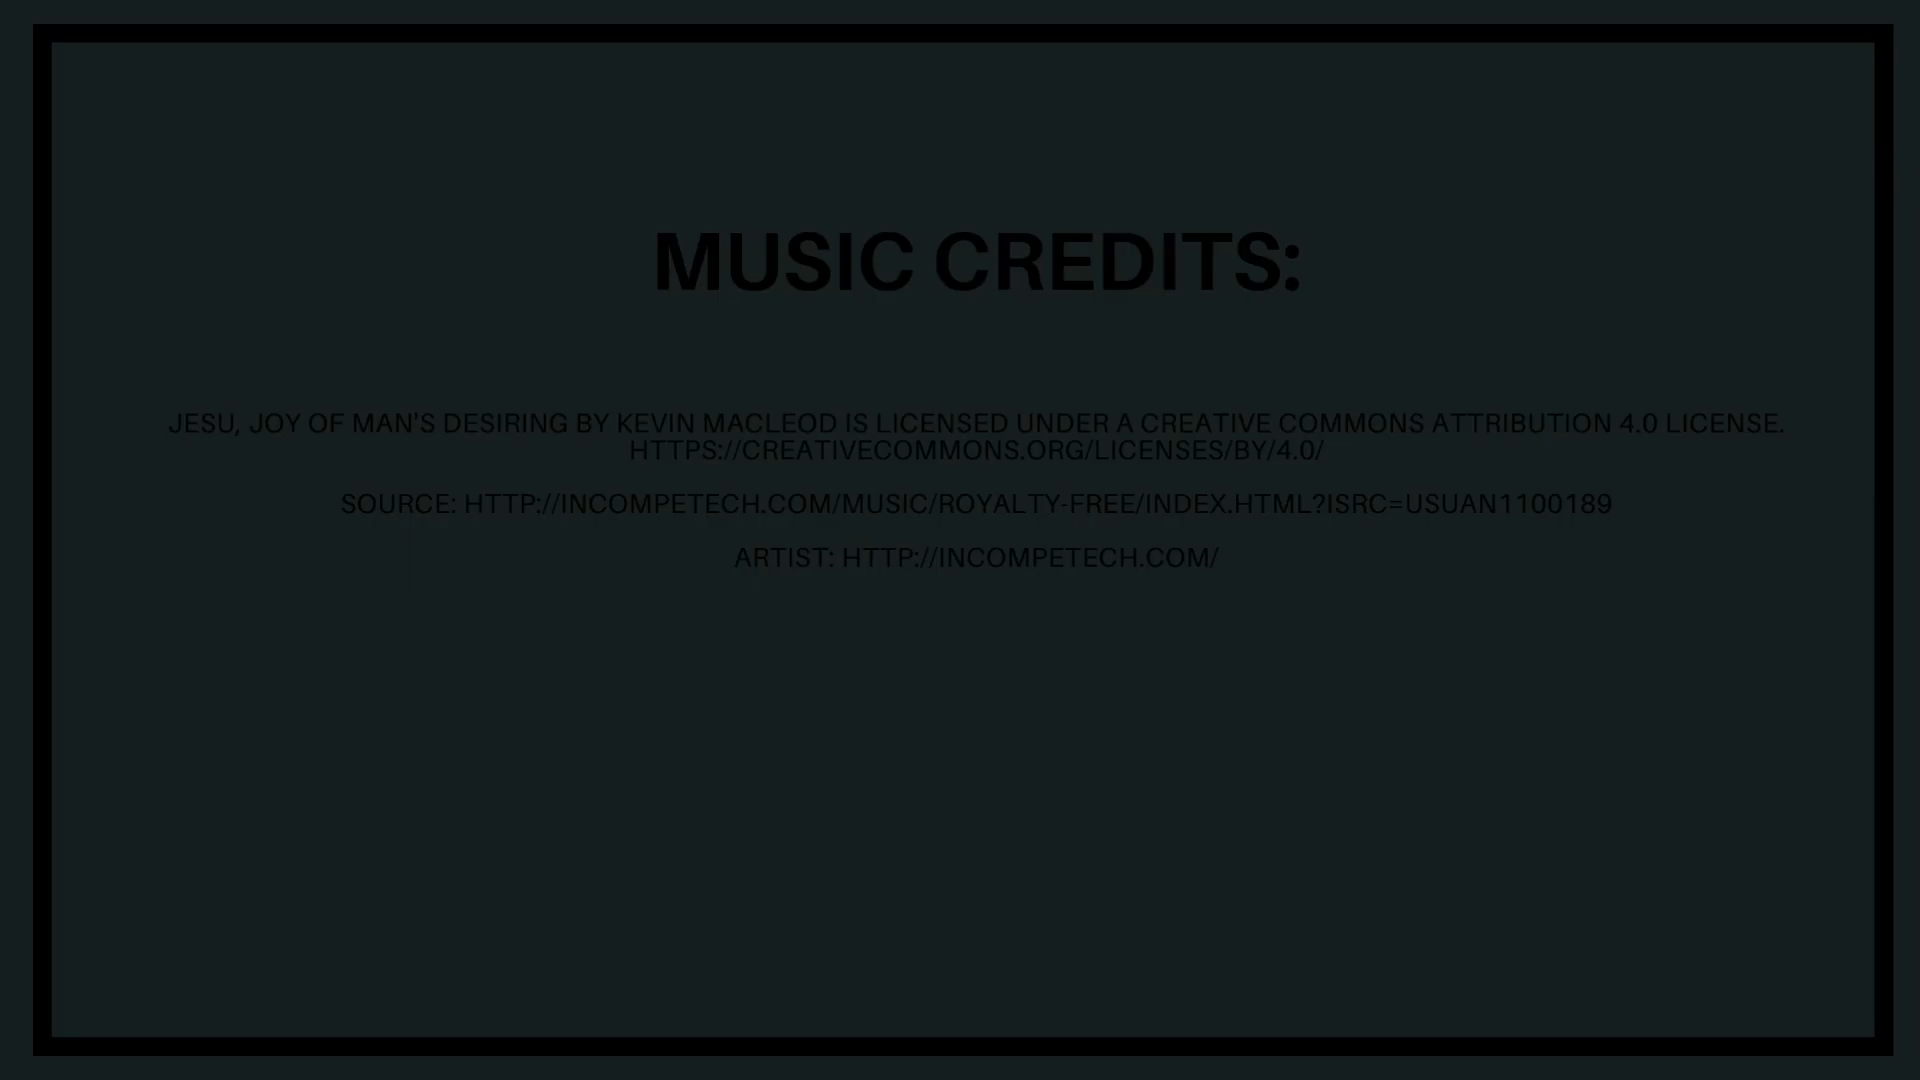 MUSIC CREDITS:
JESU, JOY OF MAN'S DESIRING BY KEVIN MACLEOD IS LICENSED UNDER A CREATIVE COMMONS ATTRIBUTION 4.0 LICENSE.
HTTPS://CREATIVECOMMONS.ORG/LICENSES/BY/4.0/
SOURCE: HTTP://INCOMPETECH.COM/MUSIC/ROYALTY-FREE/INDEX.HTML?ISRC=USUAN1100189
ARTIST: HTTP://INCOMPETECH.COM/